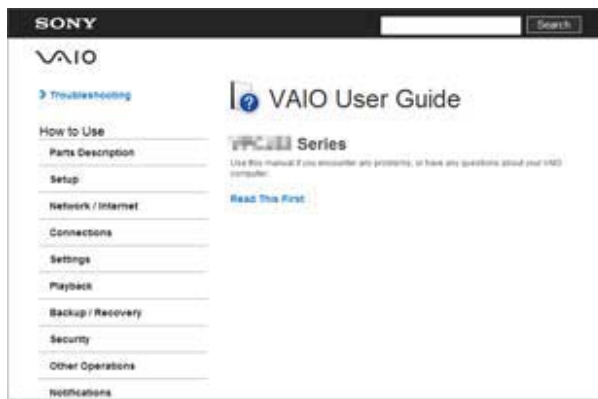 SONY
Search
VAIO
Troubleshooting
How to Use
Parts Description
Setup
Network / Internet
Connections
Settings
Playback
Backup / Recovery
Security
Other Operations
Notifications
VAIO User Guide
Series
Use this manual if you encounter any problems, or have any questions about your VAIO
computer.
Read This First